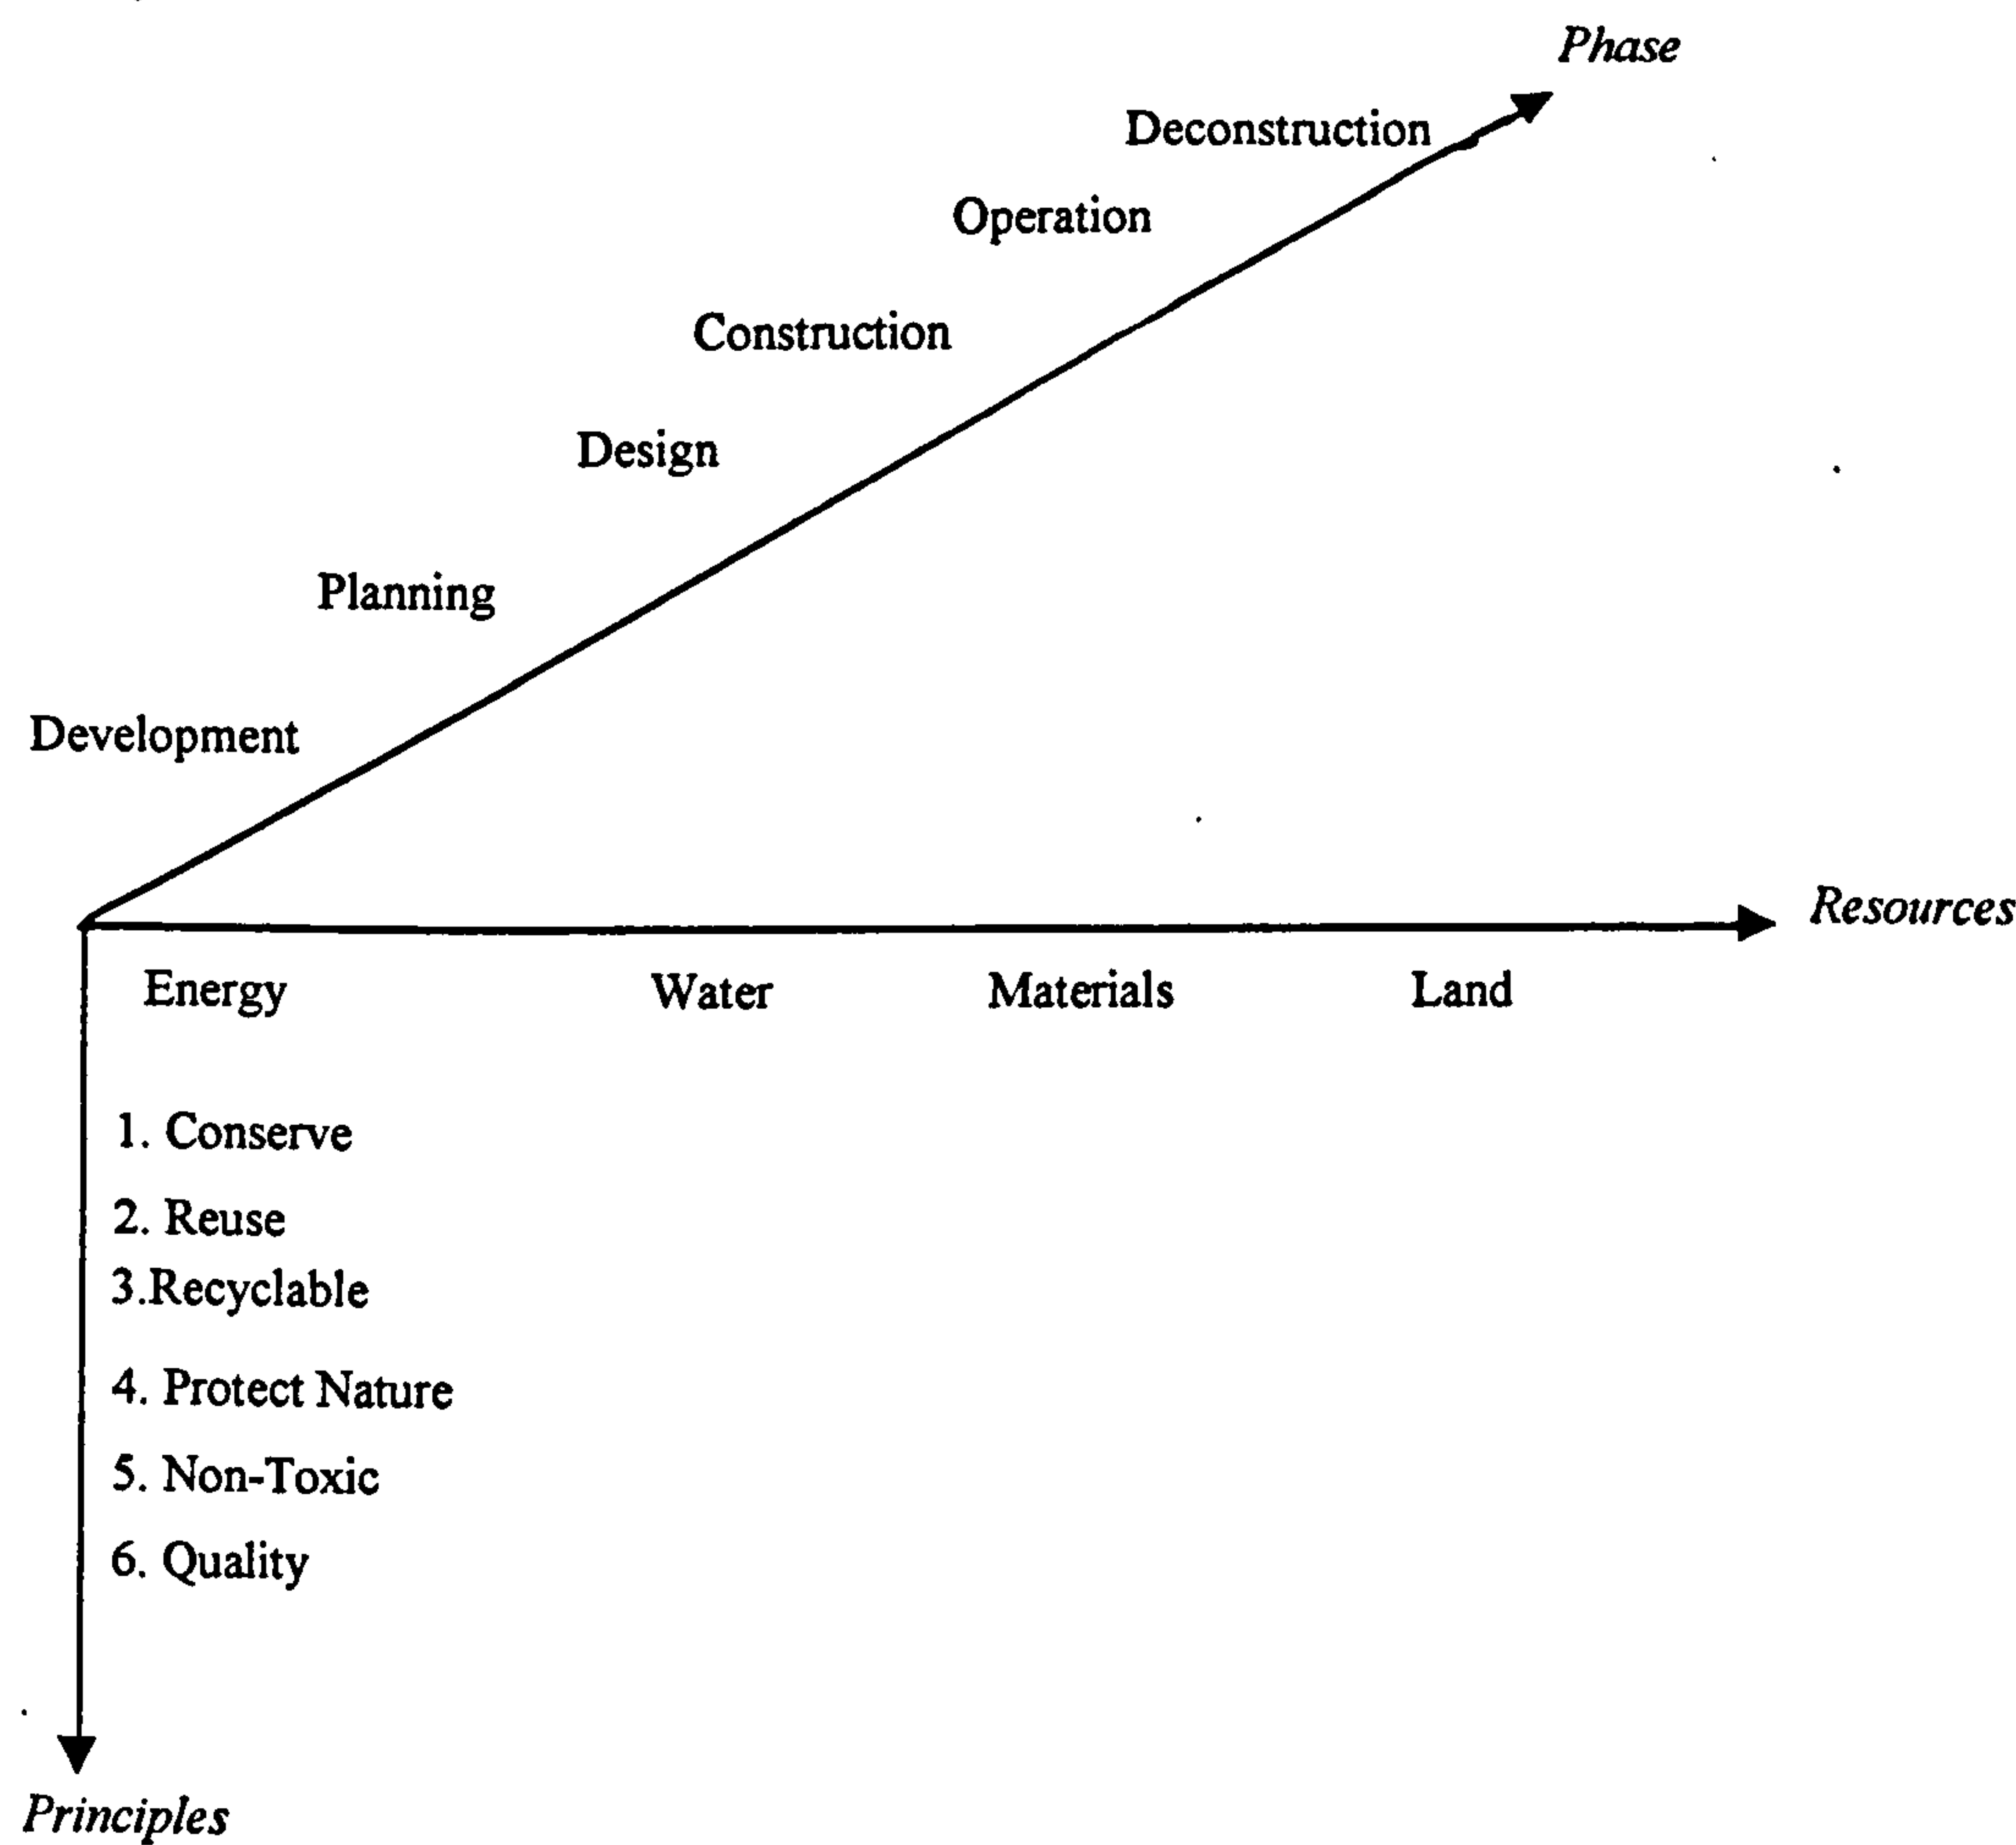 Phase
Deconstruction
Operation
Construction
Design
Planning
Development
Resources
Energy Water Materials Land
1. Conserve
2. Reuse
3.Recyclable
4. Protect Nature
5. Non-Toxic
6. Quality
Principles